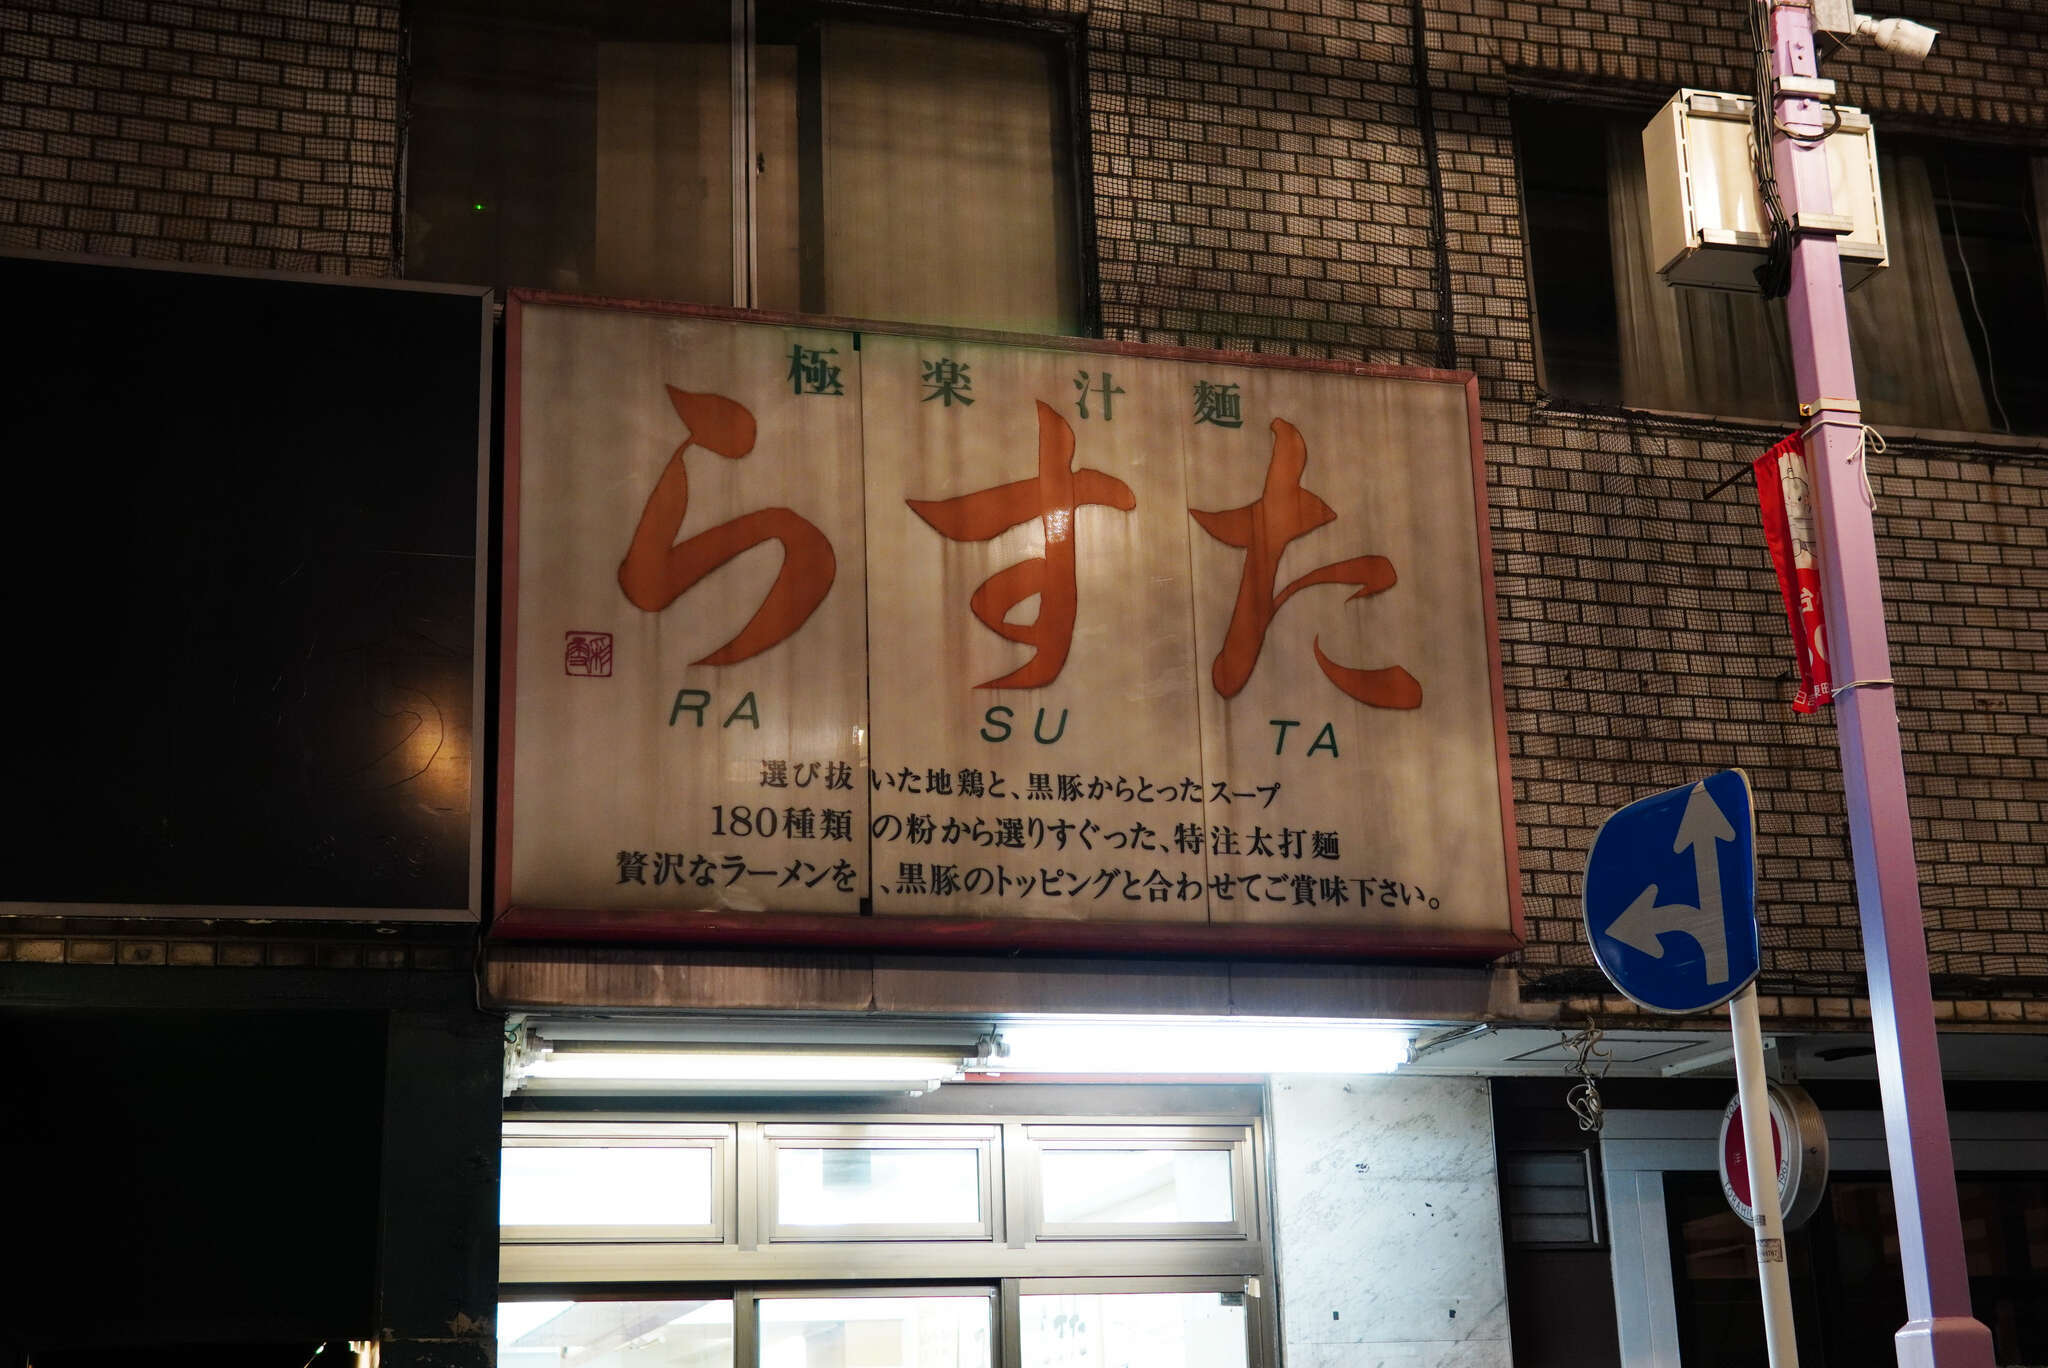 極楽汁麺
らすた
RA SU TA
選び抜いた地鶏と、黒豚からとったスープ
180種類の粉から選りすぐった、特注太打麺
贅沢なラーメンを、黒豚のトッピングと合わせてご賞味下さい。
1962